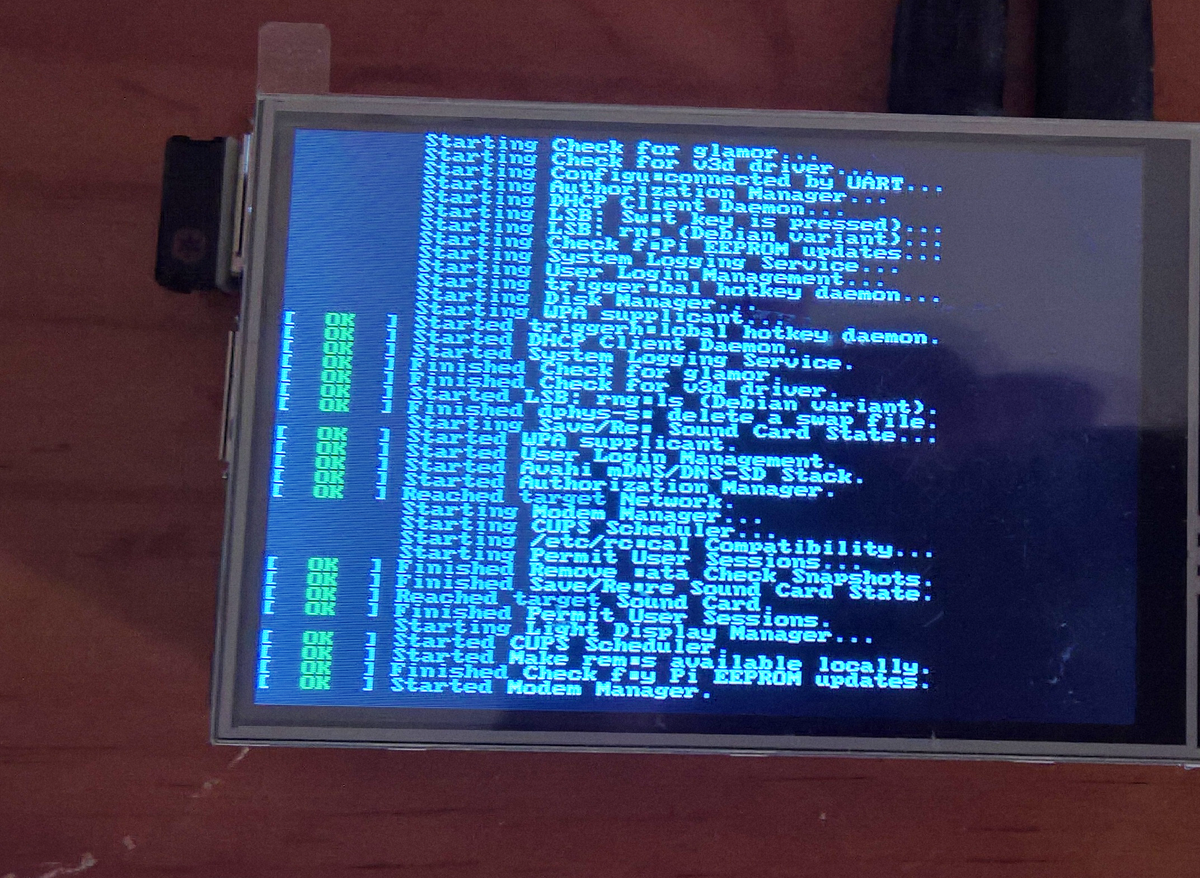 Starting Check for glamor...
Starting Check for v3d driver...
Starting Configu▪connected by UART...
Starting Authorization Manager...
Starting DHCP Client Daemon...
Starting LSB: Sw▪t key is pressed)...
Starting LSB: rn▪ (Debian variant)...
Starting Check f▪Pi EEPROM updates...
Starting System Logging Service...
Starting User Login Management...
Starting trigger▪bal hotkey daemon...
Starting Disk Manager...
Starting WPA supplicant...
[ OK ] Started triggerh▪lobal hotkey daemon.
[ OK ] Started DHCP Client Daemon.
[ OK ] Started System Logging Service.
[ OK ] Finished Check for glamor.
[ OK ] Finished Check for v3d driver.
[ OK ] Started LSB: rng▪ls (Debian variant).
[ OK ] Finished dphys-s▪ delete a swap file.
Starting Save/Re▪ Sound Card State...
[ OK ] Started WPA supplicant.
[ OK ] Started User Login Management.
[ OK ] Started Avahi mDNS/DNS-SD Stack.
[ OK ] Started Authorization Manager.
[ OK ] Reached target Network.
Starting Modem Manager...
Starting CUPS Scheduler...
Starting /etc/rc▪cal Compatibility...
Starting Permit User Sessions...
[ OK ] Finished Remove ▪ata Check Snapshots.
[ OK ] Finished Save/Re▪re Sound Card State.
[ OK ] Reached target Sound Card.
[ OK ] Finished Permit User Sessions.
Starting Light Display Manager...
[ OK ] Started CUPS Scheduler.
[ OK ] Started Make rem▪s available locally.
[ OK ] Finished Check f▪y Pi EEPROM updates.
[ OK ] Started Modem Manager.